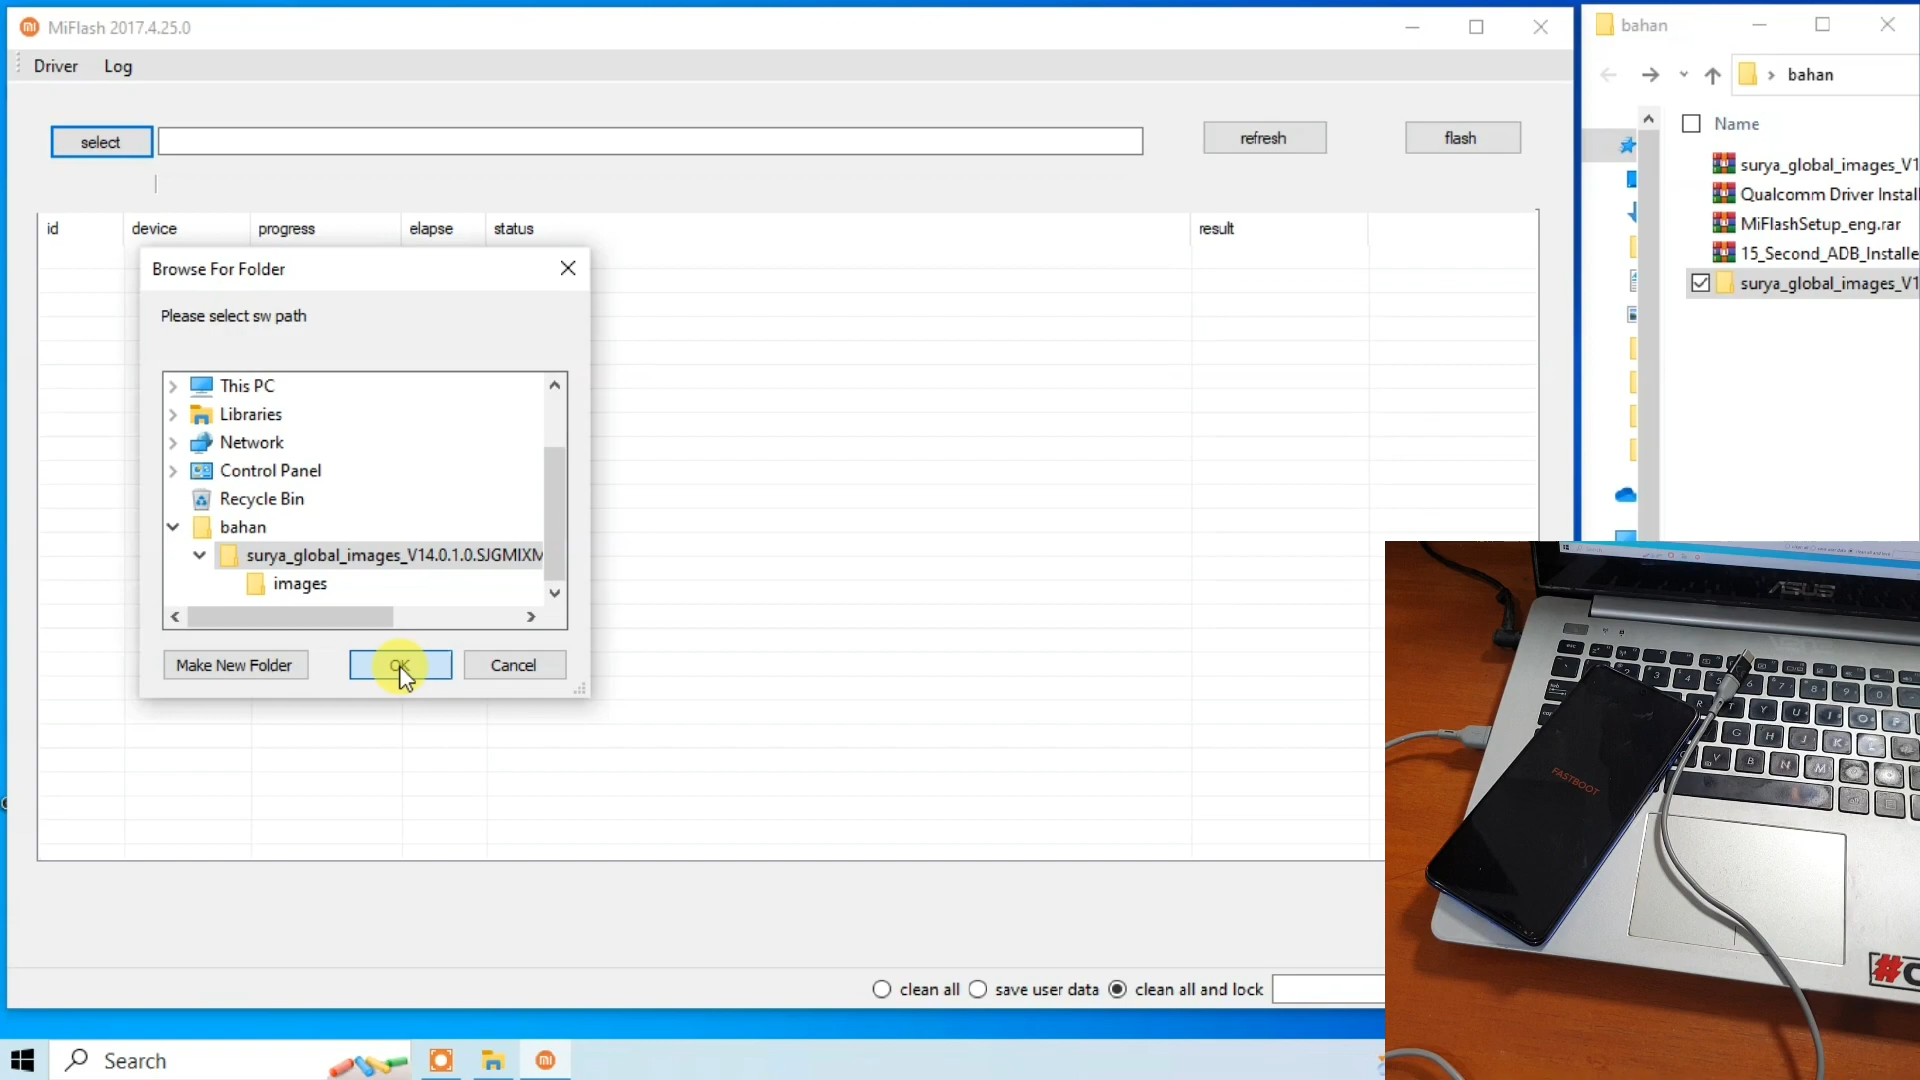 MiFlash 2017.4.25.0
Driver Log
select
refresh
flash
id device progress elapse status result
Browse For Folder
Please select sw path
This PC
Libraries
Network
Control Panel
Recycle Bin
bahan
surya_global_images_V14.0.1.0.SJGMIXM
images
Make New Folder
OK
Cancel
clean all
save user data
clean all and lock
Search
bahan
bahan
Name
surya_global_images_V1
Qualcomm Driver Instal
MiFlashSetup_eng.rar
15_Second_ADB_Installe
surya_global_images_V1
ASUS
FASTBOOT